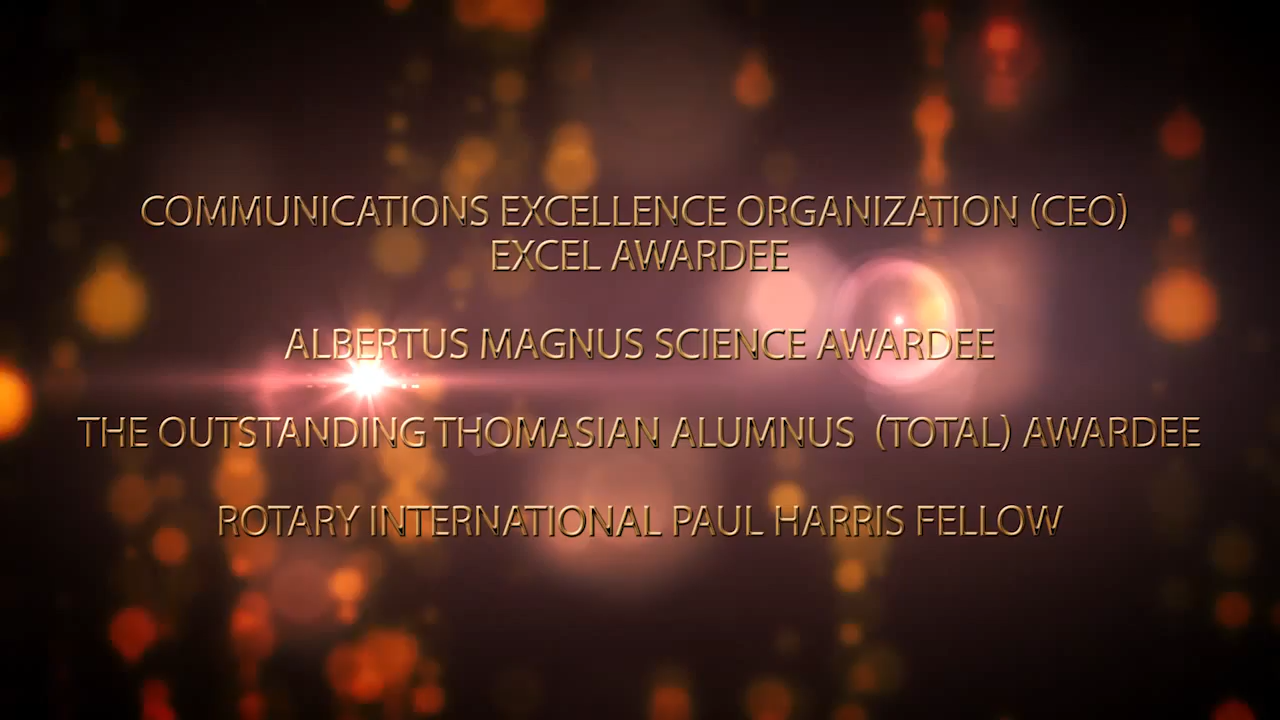 COMMUNICATIONS EXCELLENCE ORGANIZATION (CEO)
EXCEL AWARDEE
ALBERTUS MAGNUS SCIENCE AWARDEE
THE OUTSTANDING THOMASIAN ALUMNUS (TOTAL) AWARDEE
ROTARY INTERNATIONAL PAUL HARRIS FELLOW